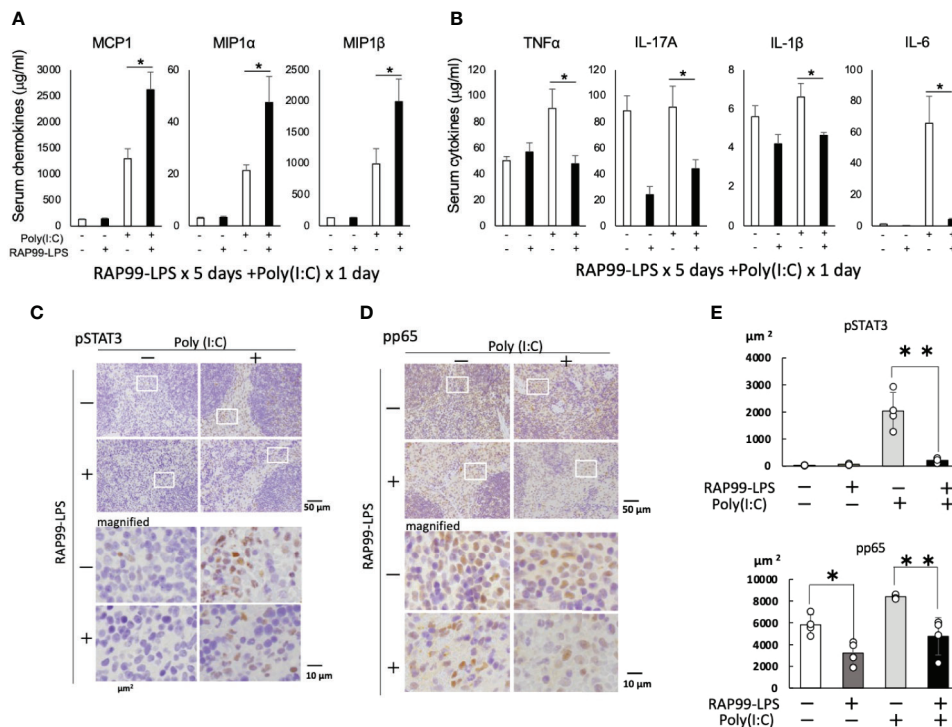 A
MCP1
MIP1α
MIP1β
Serum chemokines (µg/ml)
3000
2500
2000
1500
1000
500
0
60
40
20
0
2500
2000
1500
1000
500
0
*
*
*
Poly(I:C) - - + + - - + + - - + +
RAP99-LPS - + - + - + - + - + - +
RAP99-LPS x 5 days +Poly(I:C) x 1 day
B
TNFα
IL-17A
IL-1β
IL-6
Serum cytokines (µg/ml)
120
100
80
60
40
20
0
120
100
80
60
40
20
0
8
6
4
2
0
100
80
60
40
20
0
*
*
*
*
- - + + - - + + - - + + - - + +
- + - + - + - + - + - + - + - +
RAP99-LPS x 5 days +Poly(I:C) x 1 day
C
pSTAT3
Poly (I:C)
− +
RAP99-LPS
−
+
50 µm
magnified
−
+
10 µm
µm²
D
pp65
Poly (I:C)
− +
RAP99-LPS
−
+
50 µm
magnified
−
+
10 µm
E
pSTAT3
µm ²
4000
3000
2000
1000
0
* *
RAP99-LPS − + − +
Poly(I:C) − − + +
pp65
µm ²
10000
8000
6000
4000
2000
0
*
* *
RAP99-LPS − + − +
Poly(I:C) − − + +